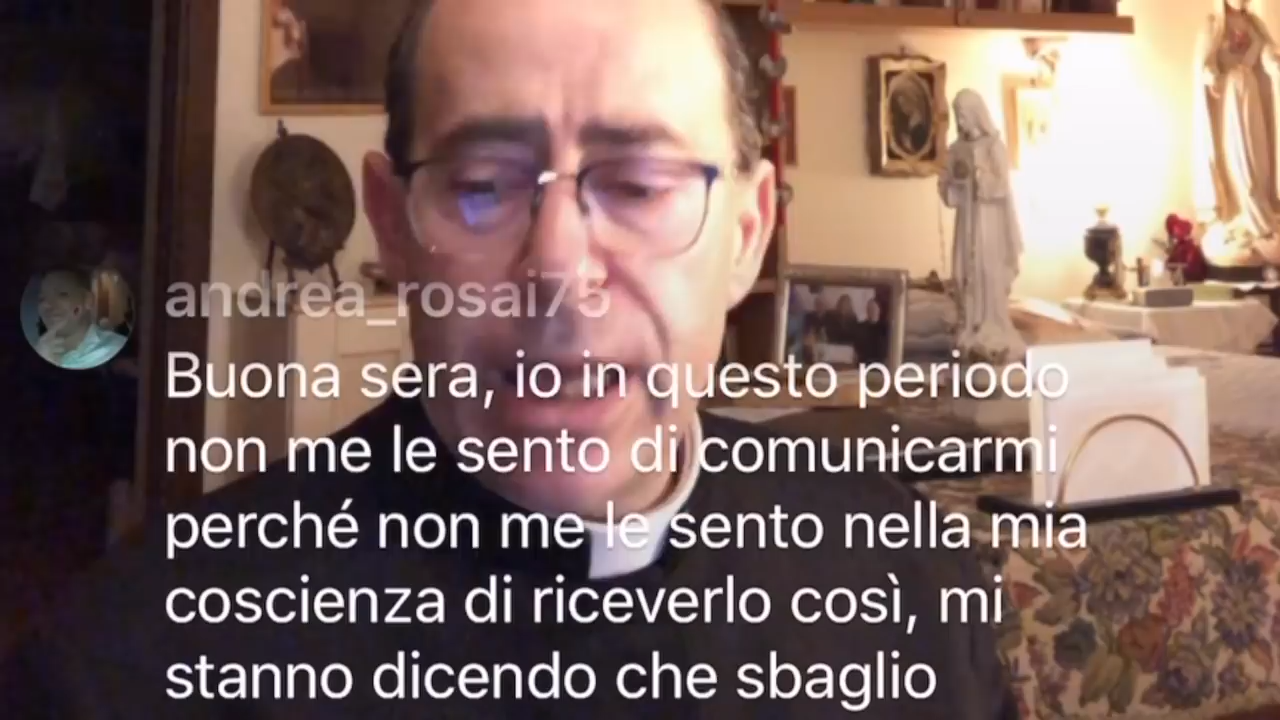 andrea_rosai75
Buona sera, io in questo periodo
non me le sento di comunicarmi
perché non me le sento nella mia
coscienza di riceverlo così, mi
stanno dicendo che sbaglio